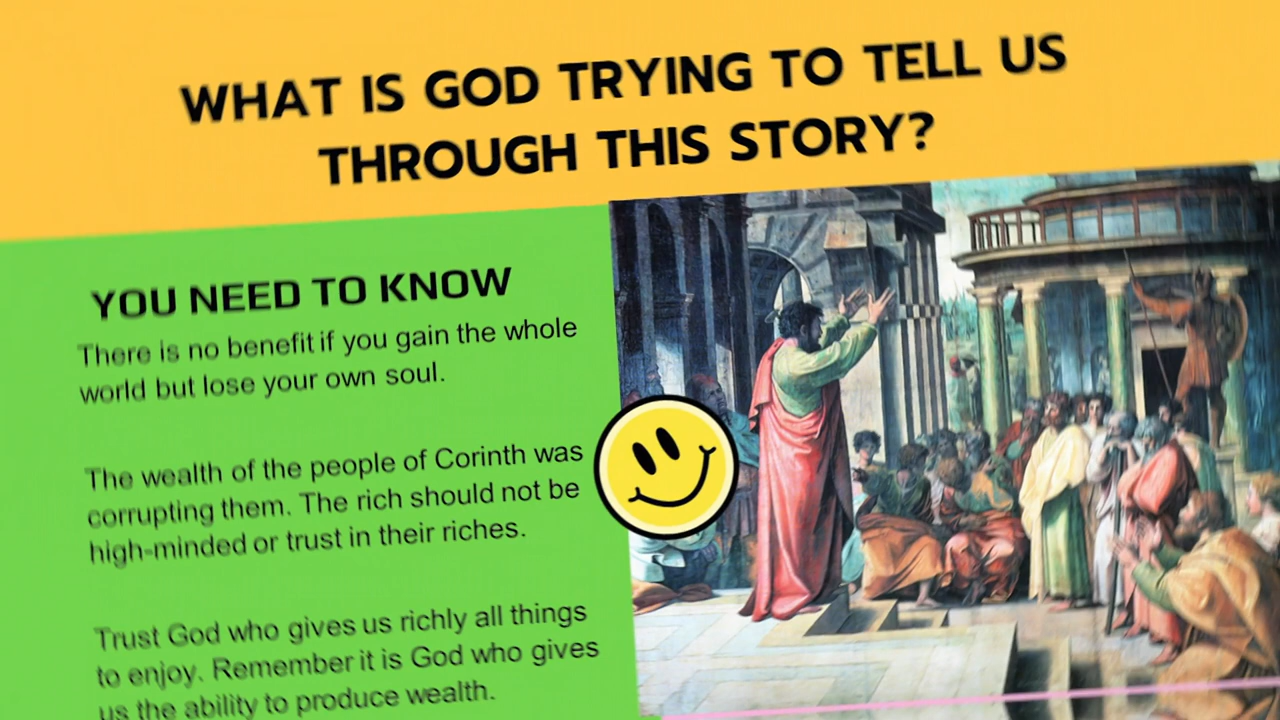 WHAT IS GOD TRYING TO TELL US
THROUGH THIS STORY?
YOU NEED TO KNOW
There is no benefit if you gain the whole
world but lose your own soul.
The wealth of the people of Corinth was
corrupting them. The rich should not be
high-minded or trust in their riches.
Trust God who gives us richly all things
to enjoy. Remember it is God who gives
us the ability to produce wealth.